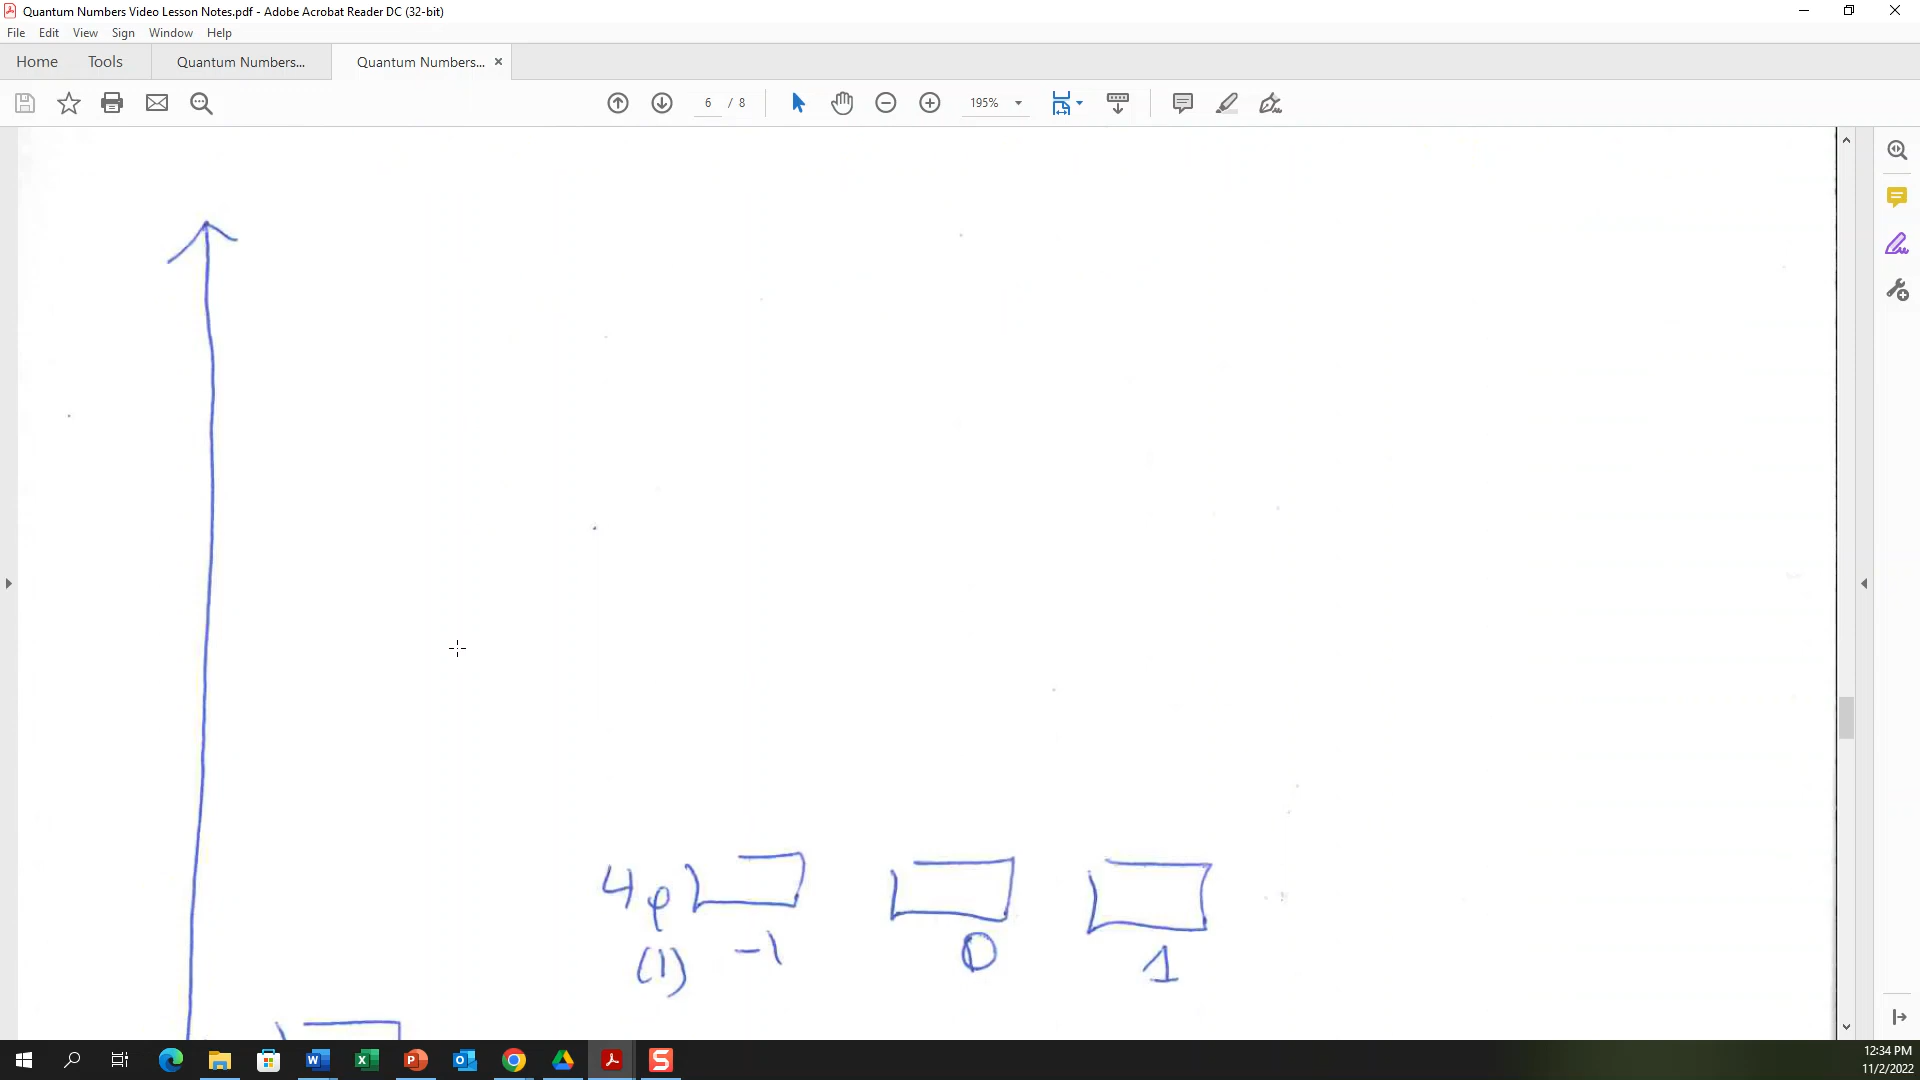 Quantum Numbers Video Lesson Notes.pdf - Adobe Acrobat Reader DC (32-bit)
File Edit View Sign Window Help
Home Tools Quantum Numbers... Quantum Numbers...
6 / 8 195%
4p
(1) -1 0 1
12:34 PM
11/2/2022